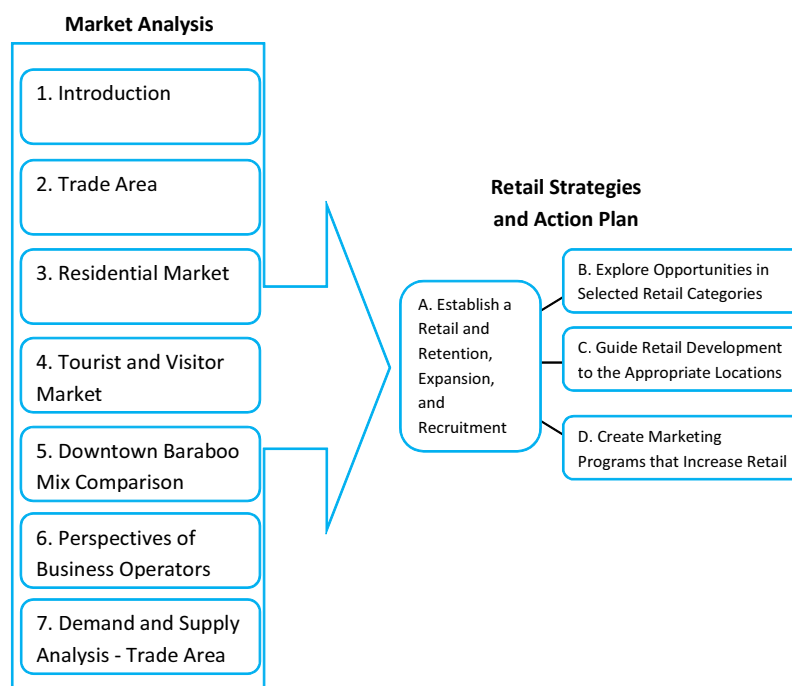 Market Analysis
1. Introduction
2. Trade Area
3. Residential Market
4. Tourist and Visitor
Market
5. Downtown Baraboo
Mix Comparison
6. Perspectives of
Business Operators
7. Demand and Supply
Analysis - Trade Area
Retail Strategies
and Action Plan
A. Establish a
Retail and
Retention,
Expansion,
and
Recruitment
B. Explore Opportunities in
Selected Retail Categories
C. Guide Retail Development
to the Appropriate Locations
D. Create Marketing
Programs that Increase Retail